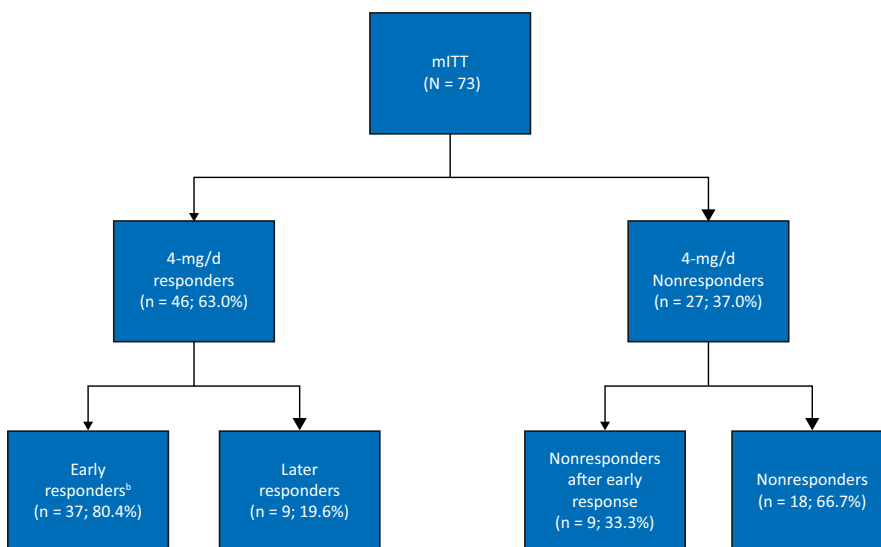 mITT
(N = 73)
4-mg/d
responders
(n = 46; 63.0%)
4-mg/d
Nonresponders
(n = 27; 37.0%)
Early
respondersᵇ
(n = 37; 80.4%)
Later
responders
(n = 9; 19.6%)
Nonresponders
after early
response
(n = 9; 33.3%)
Nonresponders
(n = 18; 66.7%)